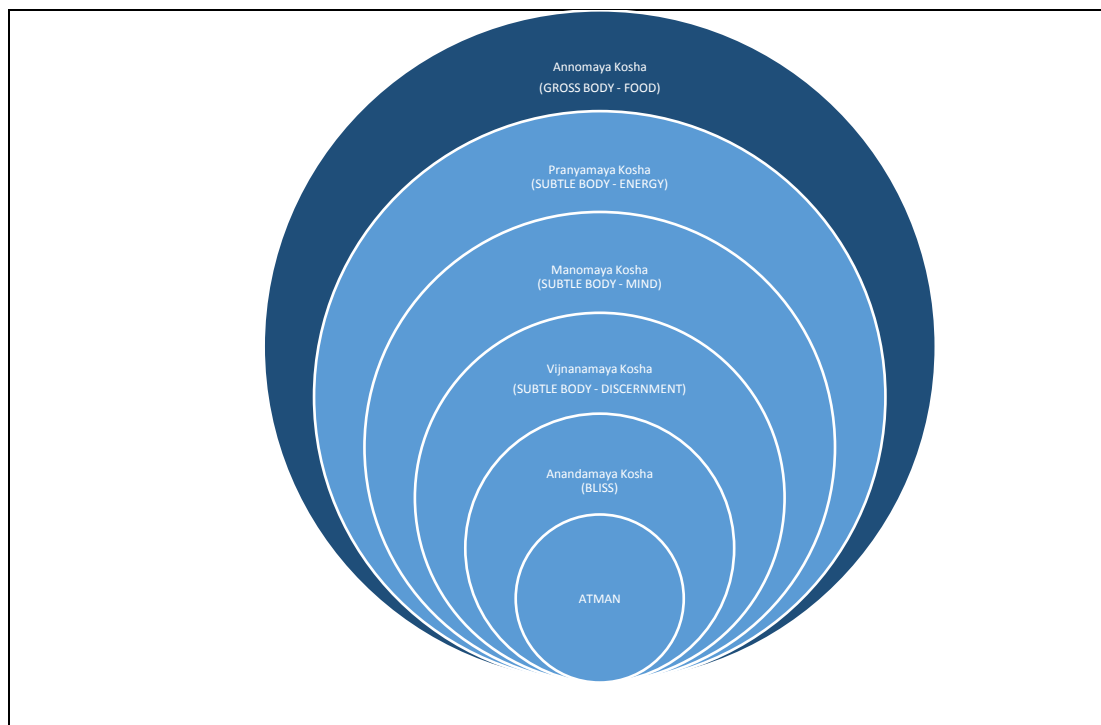 Annomaya Kosha
(GROSS BODY - FOOD)
Pranyamaya Kosha
(SUBTLE BODY - ENERGY)
Manomaya Kosha
(SUBTLE BODY - MIND)
Vijnanamaya Kosha
(SUBTLE BODY - DISCERNMENT)
Anandamaya Kosha
(BLISS)
ATMAN